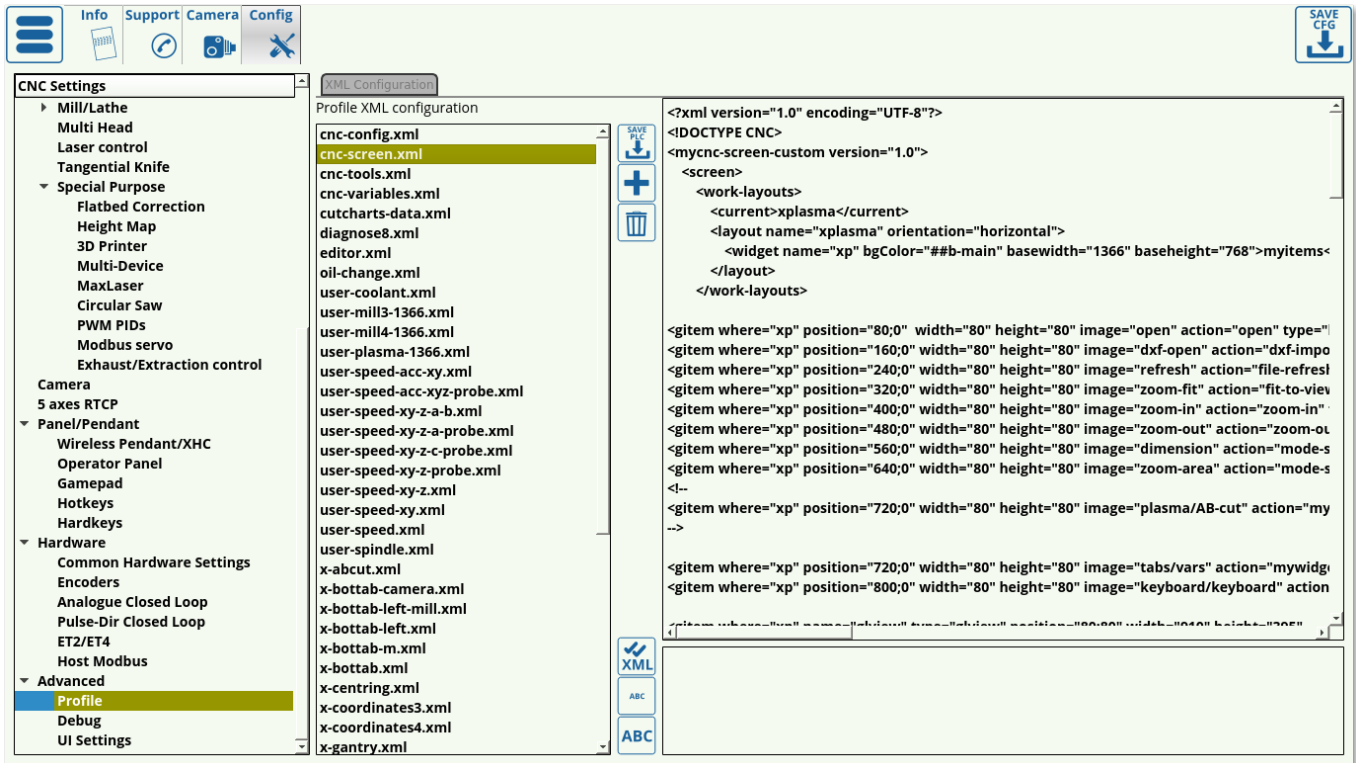 Info Support Camera Config
SAVE
CFG
CNC Settings
Mill/Lathe
Multi Head
Laser control
Tangential Knife
Special Purpose
Flatbed Correction
Height Map
3D Printer
Multi-Device
MaxLaser
Circular Saw
PWM PIDs
Modbus servo
Exhaust/Extraction control
Camera
5 axes RTCP
Panel/Pendant
Wireless Pendant/XHC
Operator Panel
Gamepad
Hotkeys
Hardkeys
Hardware
Common Hardware Settings
Encoders
Analogue Closed Loop
Pulse-Dir Closed Loop
ET2/ET4
Host Modbus
Advanced
Profile
Debug
UI Settings
XML Configuration
Profile XML configuration
cnc-config.xml
cnc-screen.xml
cnc-tools.xml
cnc-variables.xml
cutcharts-data.xml
diagnose8.xml
editor.xml
oil-change.xml
user-coolant.xml
user-mill3-1366.xml
user-mill4-1366.xml
user-plasma-1366.xml
user-speed-acc-xy.xml
user-speed-acc-xyz-probe.xml
user-speed-xy-z-a-b.xml
user-speed-xy-z-a-probe.xml
user-speed-xy-z-c-probe.xml
user-speed-xy-z-probe.xml
user-speed-xy-z.xml
user-speed-xy.xml
user-speed.xml
user-spindle.xml
x-abcut.xml
x-bottab-camera.xml
x-bottab-left-mill.xml
x-bottab-left.xml
x-bottab-m.xml
x-bottab.xml
x-centring.xml
x-coordinates3.xml
x-coordinates4.xml
x-gantry.xml
SAVE
PLC
XML
ABC
ABC
<?xml version="1.0" encoding="UTF-8"?>
<!DOCTYPE CNC>
<mycnc-screen-custom version="1.0">
<screen>
<work-layouts>
<current>xplasma</current>
<layout name="xplasma" orientation="horizontal">
<widget name="xp" bgColor="##b-main" basewidth="1366" baseheight="768">myitems<
</layout>
</work-layouts>
<gitem where="xp" position="80;0" width="80" height="80" image="open" action="open" type="
<gitem where="xp" position="160;0" width="80" height="80" image="dxf-open" action="dxf-impo
<gitem where="xp" position="240;0" width="80" height="80" image="refresh" action="file-refresh
<gitem where="xp" position="320;0" width="80" height="80" image="zoom-fit" action="fit-to-view
<gitem where="xp" position="400;0" width="80" height="80" image="zoom-in" action="zoom-in"
<gitem where="xp" position="480;0" width="80" height="80" image="zoom-out" action="zoom-ou
<gitem where="xp" position="560;0" width="80" height="80" image="dimension" action="mode-s
<gitem where="xp" position="640;0" width="80" height="80" image="zoom-area" action="mode-s
<!--
<gitem where="xp" position="720;0" width="80" height="80" image="plasma/AB-cut" action="my
-->
<gitem where="xp" position="720;0" width="80" height="80" image="tabs/vars" action="mywidge
<gitem where="xp" position="800;0" width="80" height="80" image="keyboard/keyboard" action
<gitem where="xp" name="glview" type="glview" position="80;80" width="910" height="395"